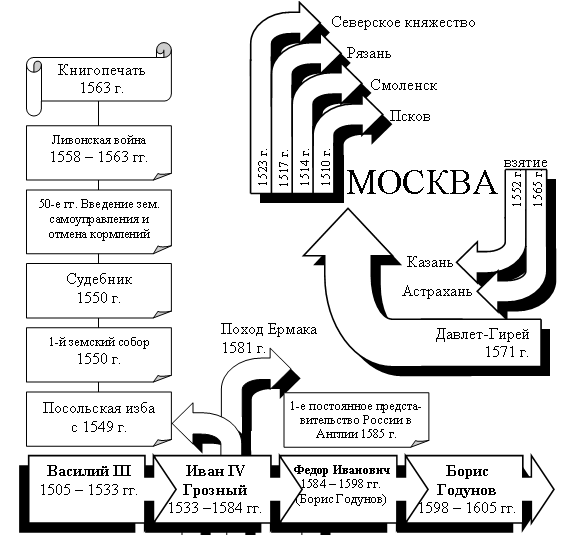 Северское княжество
Рязань
Смоленск
Псков
1523 г.
1517 г.
1514 г.
1510 г.
МОСКВА
взятие
1552 г.
1565 г.
Казань
Астрахань
Давлет-Гирей
1571 г.
Книгопечать
1563 г.
Ливонская война
1558 – 1563 гг.
50-е гг. Введение зем.
самоуправления и
отмена кормлений
Судебник
1550 г.
1-й земский собор
1550 г.
Посольская изба
с 1549 г.
Поход Ермака
1581 г.
1-е постоянное предста-
вительство России в
Англии 1585 г.
Василий III
1505 – 1533 гг.
Иван IV
Грозный
1533 –1584 гг.
Федор Иванович
1584 – 1598 гг.
(Борис Годунов)
Борис
Годунов
1598 – 1605 гг.